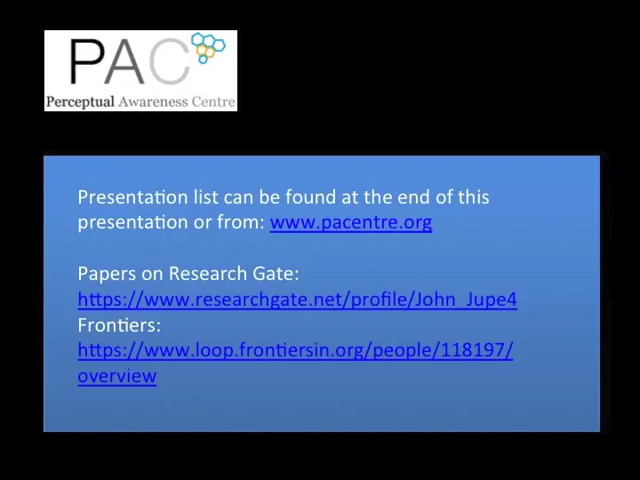 PAC
Perceptual Awareness Centre
Presentation list can be found at the end of this
presentation or from: www.pacentre.org
Papers on Research Gate:
https://www.researchgate.net/profile/John_Jupe4
Frontiers:
https://www.loop.frontiersin.org/people/118197/
overview